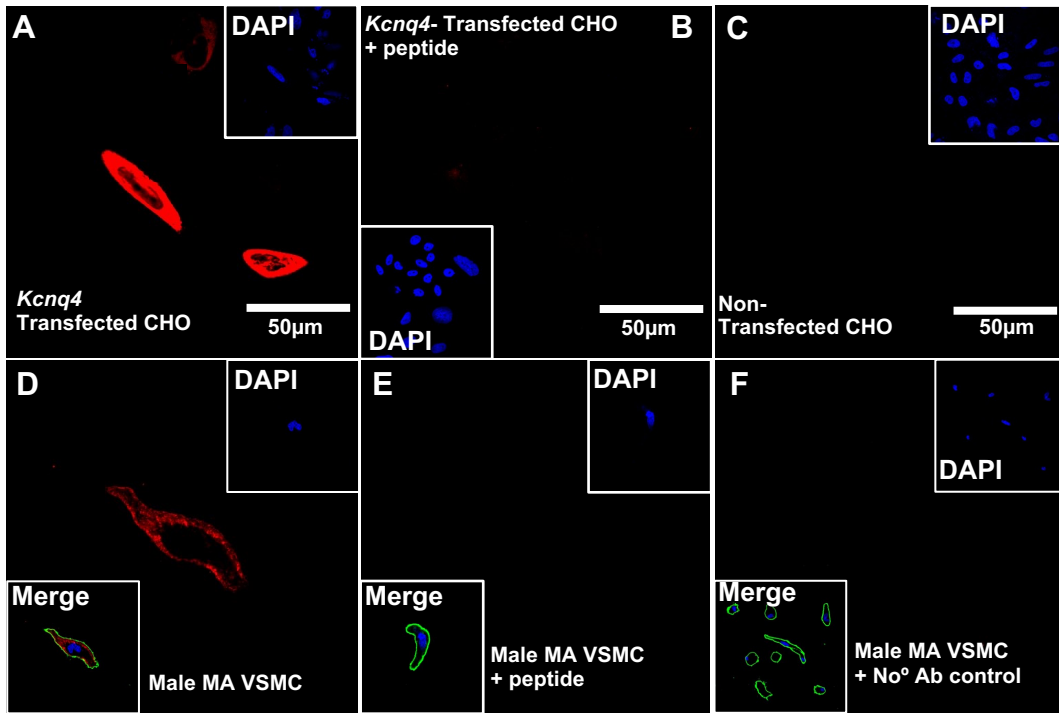 A
DAPI
Kcnq4
Transfected CHO
50µm
Kcnq4- Transfected CHO
+ peptide
B
DAPI
50µm
C
DAPI
Non-
Transfected CHO
50µm
D
DAPI
Merge
Male MA VSMC
E
DAPI
Merge
Male MA VSMC
+ peptide
F
DAPI
Merge
Male MA VSMC
+ Noº Ab control